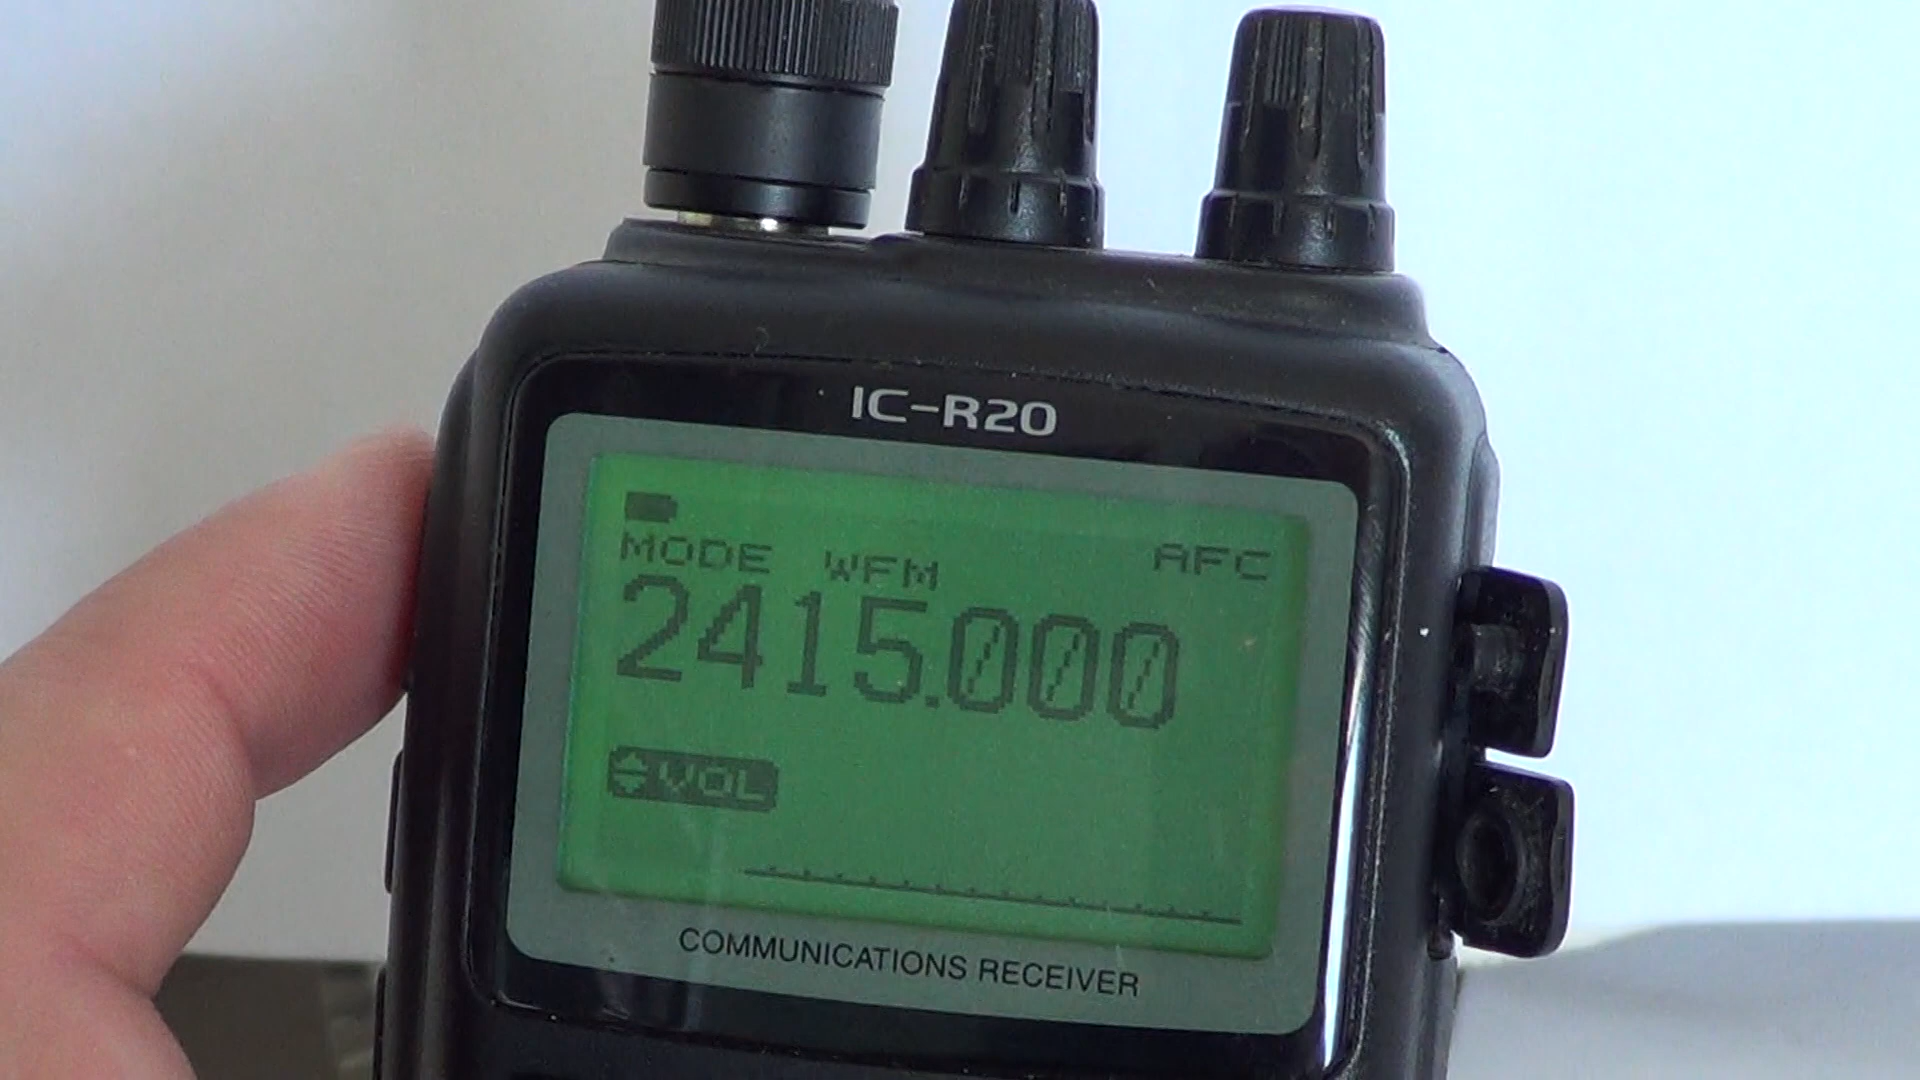 IC-R20
MODE WFM AFC
2415.000
VOL
COMMUNICATIONS RECEIVER